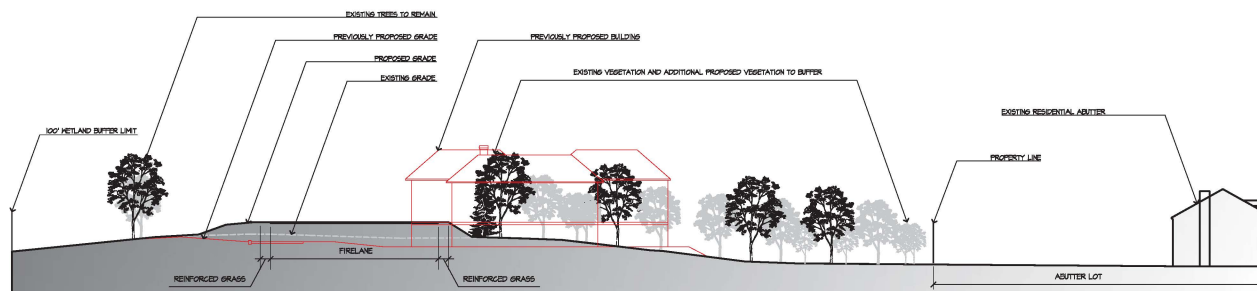 EXISTING TREES TO REMAIN
PREVIOUSLY PROPOSED GRADE
PREVIOUSLY PROPOSED BUILDING
PROPOSED GRADE
EXISTING VEGETATION AND ADDITIONAL PROPOSED VEGETATION TO BUFFER
EXISTING GRADE
EXISTING RESIDENTIAL ABUTTER
100' WETLAND BUFFER LIMIT
PROPERTY LINE
FIRELANE
REINFORCED GRASS
REINFORCED GRASS
ABUTTER LOT